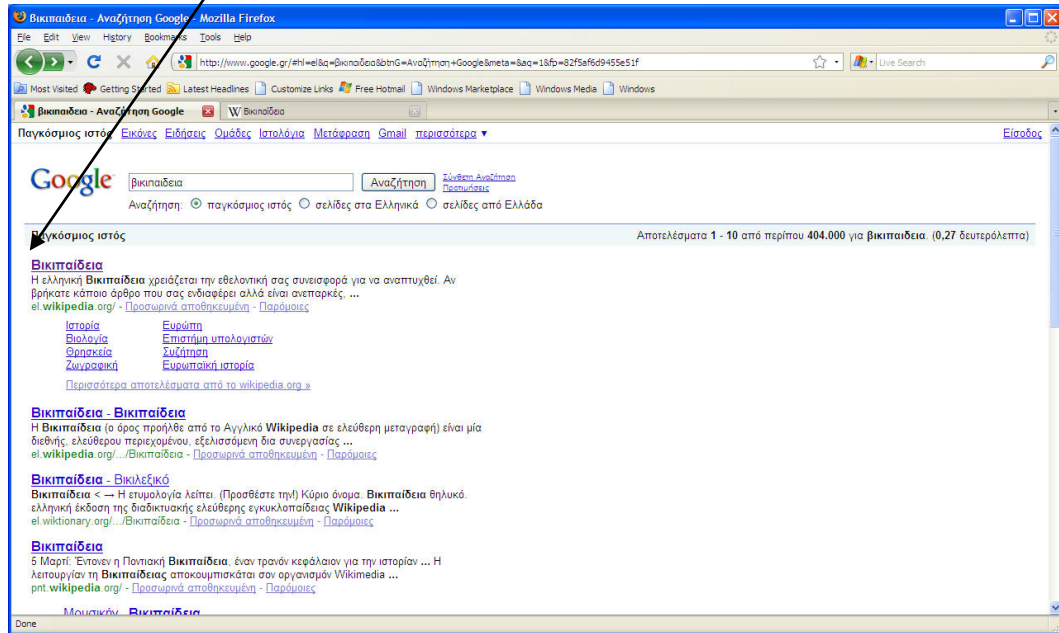 Βικιπαιδεια - Αναζήτηση Google - Mozilla Firefox
File Edit View History Bookmarks Tools Help
http://www.google.gr/#hl=el&q=βικιπαιδεια&btnG=Αναζήτηση+Google&meta=&aq=1&fp=82f5af6d9455e51f
Live Search
Most Visited Getting Started Latest Headlines Customize Links Free Hotmail Windows Marketplace Windows Media Windows
βικιπαιδεια - Αναζήτηση Google Βικιπαίδεια
Παγκόσμιος ιστός Εικόνες Ειδήσεις Ομάδες Ιστολόγια Μετάφραση Gmail περισσότερα ▼ Είσοδος
Google βικιπαιδεια Αναζήτηση Σύνθετη Αναζήτηση
Προτιμήσεις
Αναζήτηση: παγκόσμιος ιστός σελίδες στα Ελληνικά σελίδες από Ελλάδα
Παγκόσμιος ιστός Αποτελέσματα 1 - 10 από περίπου 404.000 για βικιπαιδεια. (0,27 δευτερόλεπτα)
Βικιπαίδεια
Η ελληνική Βικιπαίδεια χρειάζεται την εθελοντική σας συνεισφορά για να αναπτυχθεί. Αν
βρήκατε κάποιο άρθρο που σας ενδιαφέρει αλλά είναι ανεπαρκές, ...
el.wikipedia.org/ - Προσωρινά αποθηκευμένη - Παρόμοιες
Ιστορία Ευρώπη
Βιολογία Επιστήμη υπολογιστών
Θρησκεία Συζήτηση
Ζωγραφική Ευρωπαϊκή ιστορία
Περισσότερα αποτελέσματα από το wikipedia.org »
Βικιπαίδεια - Βικιπαίδεια
Η Βικιπαίδεια (ο όρος προήλθε από το Αγγλικό Wikipedia σε ελεύθερη μεταγραφή) είναι μία
διεθνής, ελεύθερου περιεχομένου, εξελισσόμενη δια συνεργασίας ...
el.wikipedia.org/.../Βικιπαίδεια - Προσωρινά αποθηκευμένη - Παρόμοιες
Βικιπαίδεια - Βικιλεξικό
Βικιπαίδεια < → Η ετυμολογία λείπει. (Προσθέστε την!) Κύριο όνομα. Βικιπαίδεια θηλυκό.
ελληνική έκδοση της διαδικτυακής ελεύθερης εγκυκλοπαίδειας Wikipedia ...
el.wiktionary.org/.../Βικιπαίδεια - Προσωρινά αποθηκευμένη - Παρόμοιες
Βικιπαίδεια
5 Μαρτί: Έντονεν η Ποντιακή Βικιπαίδεια, έναν τρανόν κεφάλαιον για την ιστορίαν ... Η
λειτουργίαν τη Βικιπαίδειας αποκουμπισκάται σον οργανισμόν Wikimedia ...
pnt.wikipedia.org/ - Προσωρινά αποθηκευμένη - Παρόμοιες
Μουσικήν - Βικιπαίδεια
Done